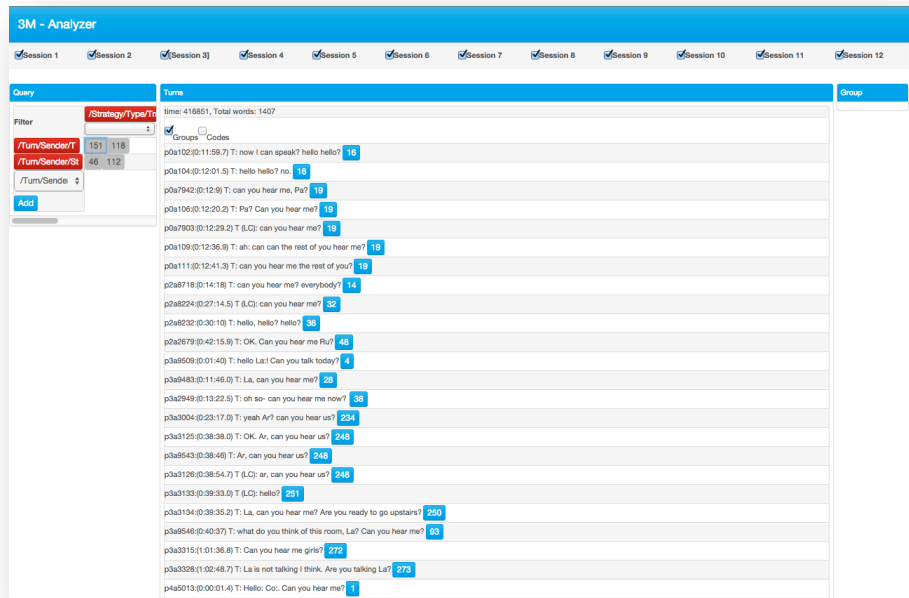 3M - Analyzer
Session 1 Session 2 [Session 3] Session 4 Session 5 Session 6 Session 7 Session 8 Session 9 Session 10 Session 11 Session 12
Query
Filter
/Strategy/Type/Tr
/Turn/Sender/T 151 118
/Turn/Sender/St 46 112
/Turn/Sende
Add
Turns
time: 416851, Total words: 1407
Groups Codes
p0a102:(0:11:59.7) T: now I can speak? hello hello? 16
p0a104:(0:12:01.5) T: hello hello? no. 16
p0a7942:(0:12:9) T: can you hear me, Pa? 19
p0a106:(0:12:20.2) T: Pa? Can you hear me? 19
p0a7903:(0:12:29.2) T (LC): can you hear me? 19
p0a109:(0:12:36.9) T: ah: can can the rest of you hear me? 19
p0a111:(0:12:41.3) T: can you hear me the rest of you? 19
p2a8718:(0:14:18) T: can you hear me? everybody? 14
p2a8224:(0:27:14.5) T (LC): can you hear me? 32
p2a8232:(0:30:10) T: hello, hello? hello? 36
p2a2679:(0:42:15.9) T: OK. Can you hear me Ru? 48
p3a9509:(0:01:40) T: hello La:! Can you talk today? 4
p3a9483:(0:11:46.0) T: La, can you hear me? 28
p3a2949:(0:13:22.5) T: oh so- can you hear me now? 38
p3a3004:(0:23:17.0) T: yeah Ar? can you hear us? 234
p3a3125:(0:38:38.0) T: OK. Ar, can you hear us? 248
p3a9543:(0:38:46) T: Ar, can you hear us? 248
p3a3126:(0:38:54.7) T (LC): ar, can you hear us? 248
p3a3133:(0:39:33.0) T (LC): hello? 251
p3a3134:(0:39:35.2) T: La, can you hear me? Are you ready to go upstairs? 250
p3a9546:(0:40:37) T: what do you think of this room, La? Can you hear me? 93
p3a3315:(1:01:36.8) T: Can you hear me girls? 272
p3a3328:(1:02:48.7) T: La is not talking I think. Are you talking La? 273
p4a5013:(0:00:01.4) T: Hello: Co:. Can you hear me? 1
Group